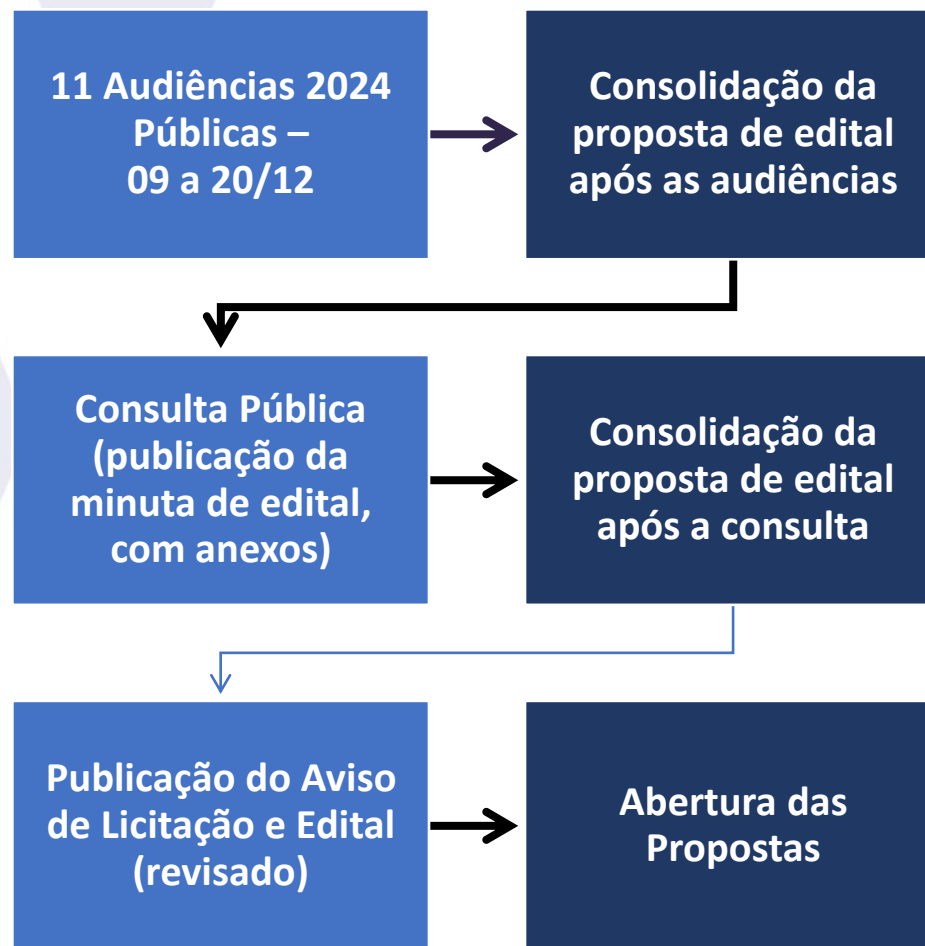 11 Audiências 2024
Públicas –
09 a 20/12
Consolidação da
proposta de edital
após as audiências
Consulta Pública
(publicação da
minuta de edital,
com anexos)
Consolidação da
proposta de edital
após a consulta
Publicação do Aviso
de Licitação e Edital
(revisado)
Abertura das
Propostas